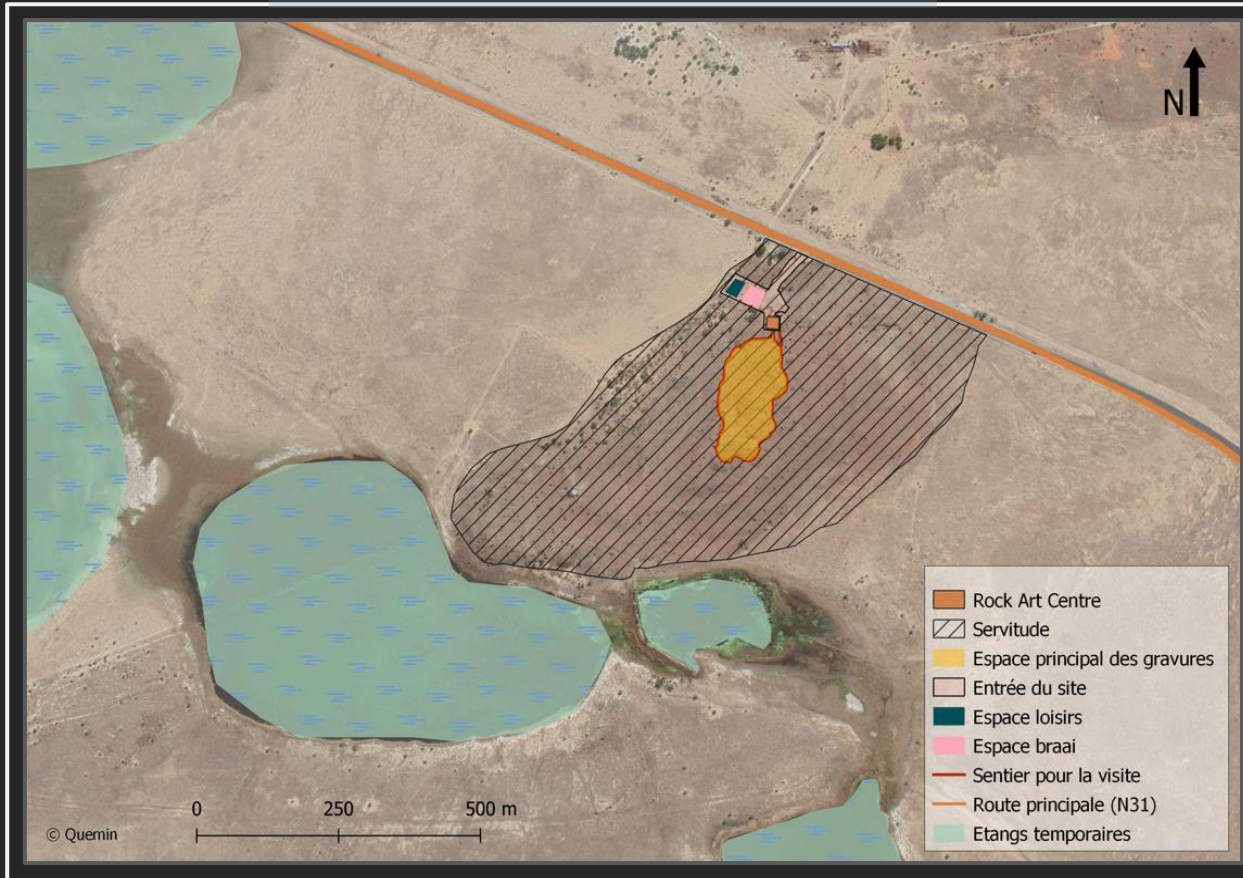 N
Rock Art Centre
Servitude
Espace principal des gravures
Entrée du site
Espace loisirs
Espace braai
Sentier pour la visite
Route principale (N31)
Etangs temporaires
0 250 500 m
© Quemin